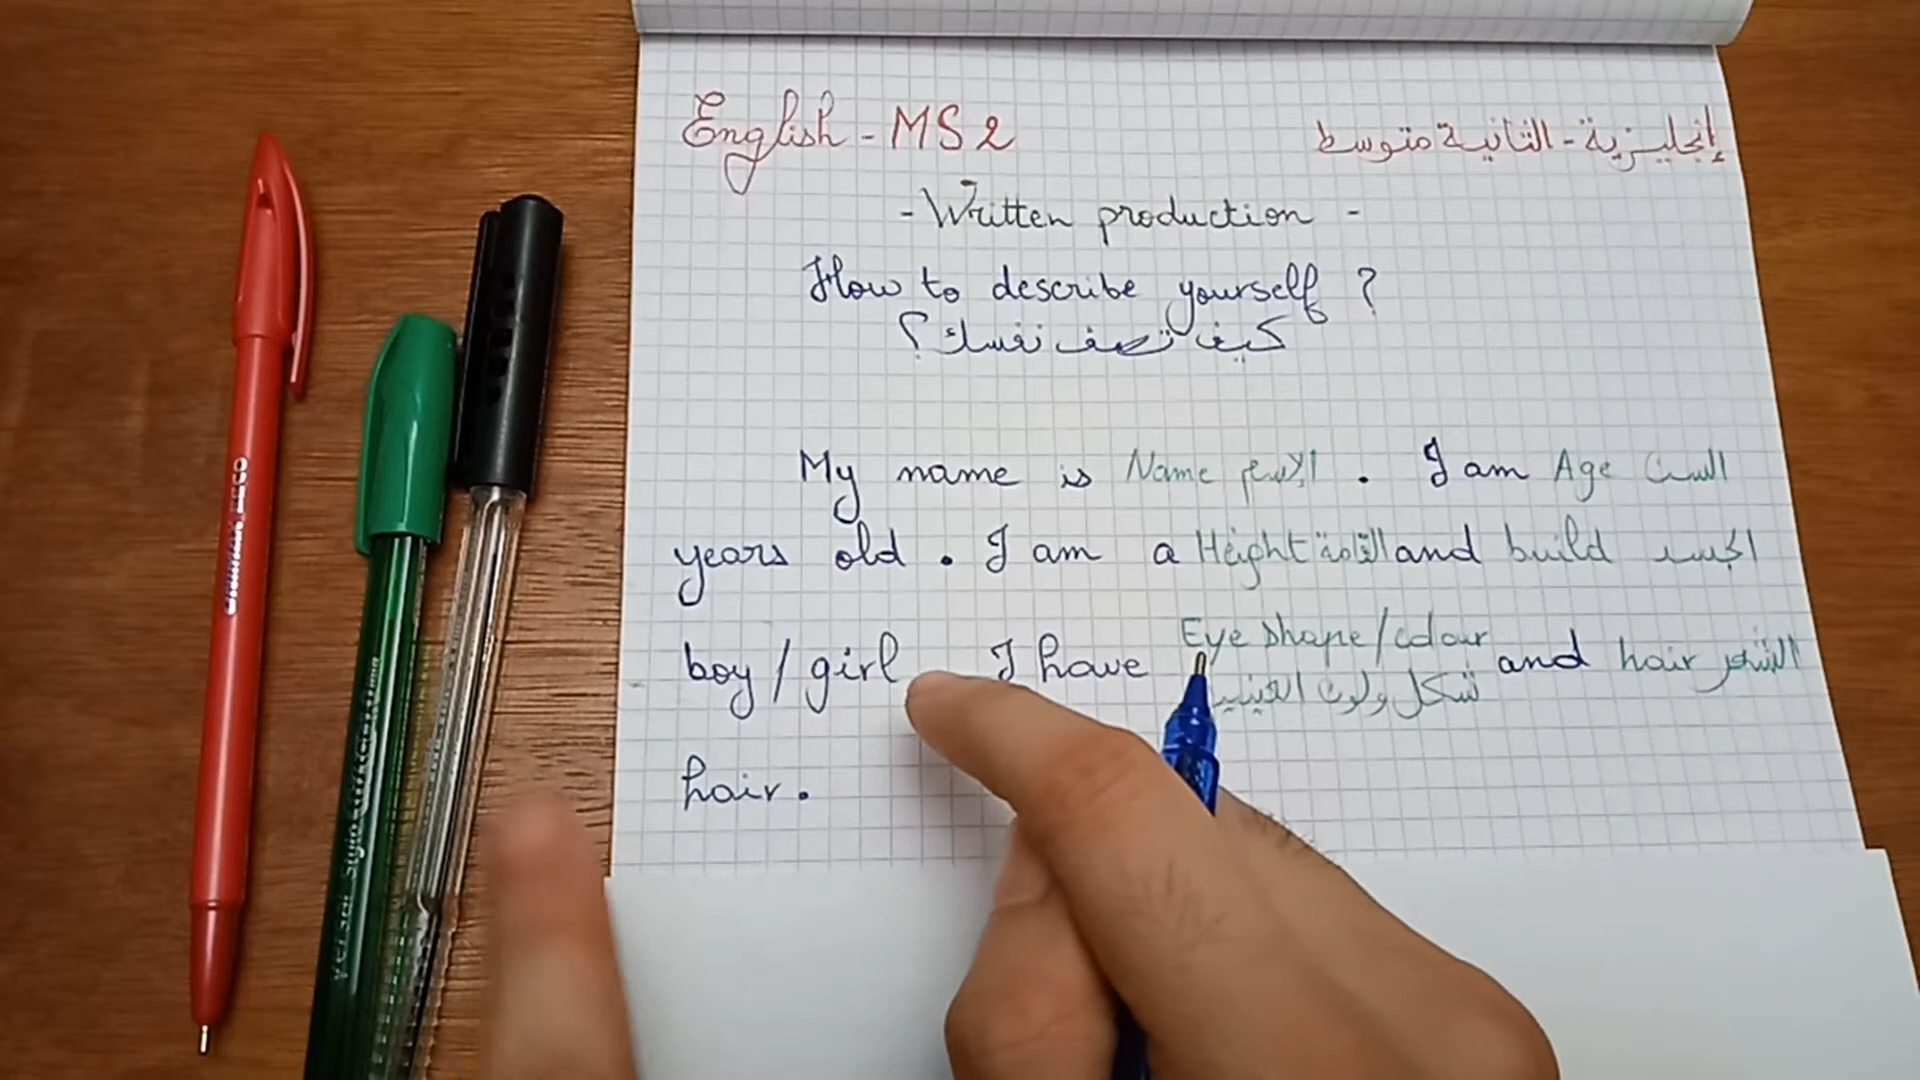 English - MS2
إنجليزية - الثانية متوسط
- Written production -
How to describe yourself ?
كيف تصف نفسك ؟
My name is Name الإسم . I am Age السن
years old . I am a Height القامة and build الجسد
boy / girl I have Eye shape / colour شكل ولون العينين and hair الشعر
hair .